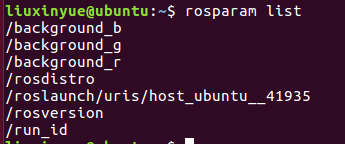 liuxinyue@ubuntu:~$ rosparam list
/background_b
/background_g
/background_r
/rosdistro
/roslaunch/uris/host_ubuntu__41935
/rosversion
/run_id
liuxinyue@ubuntu:~$